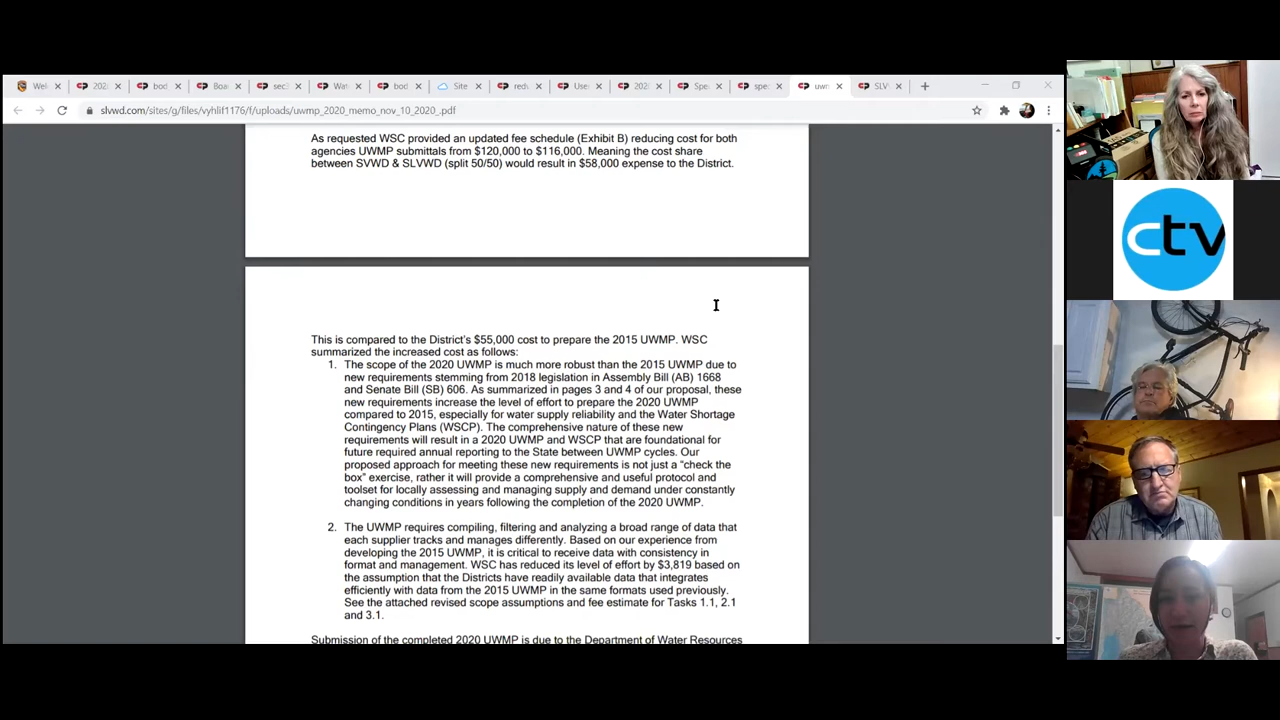 Wel
202
bod
Boa
sec
Wat
bod
Site
redv
Use
202
Spe
spe
uwm
SLV
slvwd.com/sites/g/files/vyhlif1176/f/uploads/uwmp_2020_memo_nov_10_2020_.pdf
As requested WSC provided an updated fee schedule (Exhibit B) reducing cost for both
agencies UWMP submittals from $120,000 to $116,000. Meaning the cost share
between SVWD & SLVWD (split 50/50) would result in $58,000 expense to the District.
This is compared to the District's $55,000 cost to prepare the 2015 UWMP. WSC
summarized the increased cost as follows:
1. The scope of the 2020 UWMP is much more robust than the 2015 UWMP due to
new requirements stemming from 2018 legislation in Assembly Bill (AB) 1668
and Senate Bill (SB) 606. As summarized in pages 3 and 4 of our proposal, these
new requirements increase the level of effort to prepare the 2020 UWMP
compared to 2015, especially for water supply reliability and the Water Shortage
Contingency Plans (WSCP). The comprehensive nature of these new
requirements will result in a 2020 UWMP and WSCP that are foundational for
future required annual reporting to the State between UWMP cycles. Our
proposed approach for meeting these new requirements is not just a “check the
box” exercise, rather it will provide a comprehensive and useful protocol and
toolset for locally assessing and managing supply and demand under constantly
changing conditions in years following the completion of the 2020 UWMP.
2. The UWMP requires compiling, filtering and analyzing a broad range of data that
each supplier tracks and manages differently. Based on our experience from
developing the 2015 UWMP, it is critical to receive data with consistency in
format and management. WSC has reduced its level of effort by $3,819 based on
the assumption that the Districts have readily available data that integrates
efficiently with data from the 2015 UWMP in the same formats used previously.
See the attached revised scope assumptions and fee estimate for Tasks 1.1, 2.1
and 3.1.
Submission of the completed 2020 UWMP is due to the Department of Water Resources
ctv